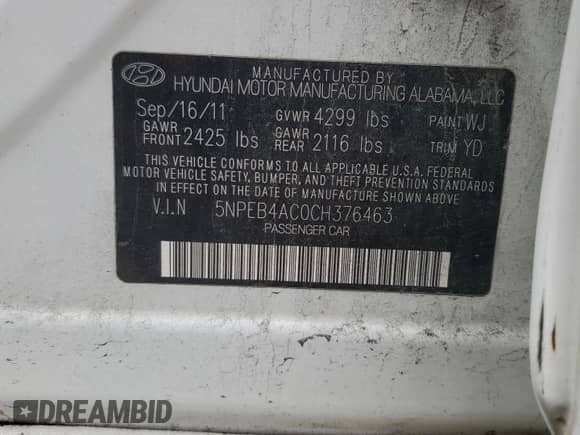 MANUFACTURED BY
HYUNDAI MOTOR MANUFACTURING ALABAMA, LLC
Sep/16/11 GVWR 4299 lbs PAINT WJ
GAWR FRONT 2425 lbs GAWR REAR 2116 lbs TRIM YD
THIS VEHICLE CONFORMS TO ALL APPLICABLE U.S.A. FEDERAL
MOTOR VEHICLE SAFETY, BUMPER, AND THEFT PREVENTION STANDARDS
IN EFFECT ON THE DATE OF MANUFACTURE SHOWN ABOVE.
V.I.N 5NPEB4AC0CH376463
PASSENGER CAR
DREAMBID